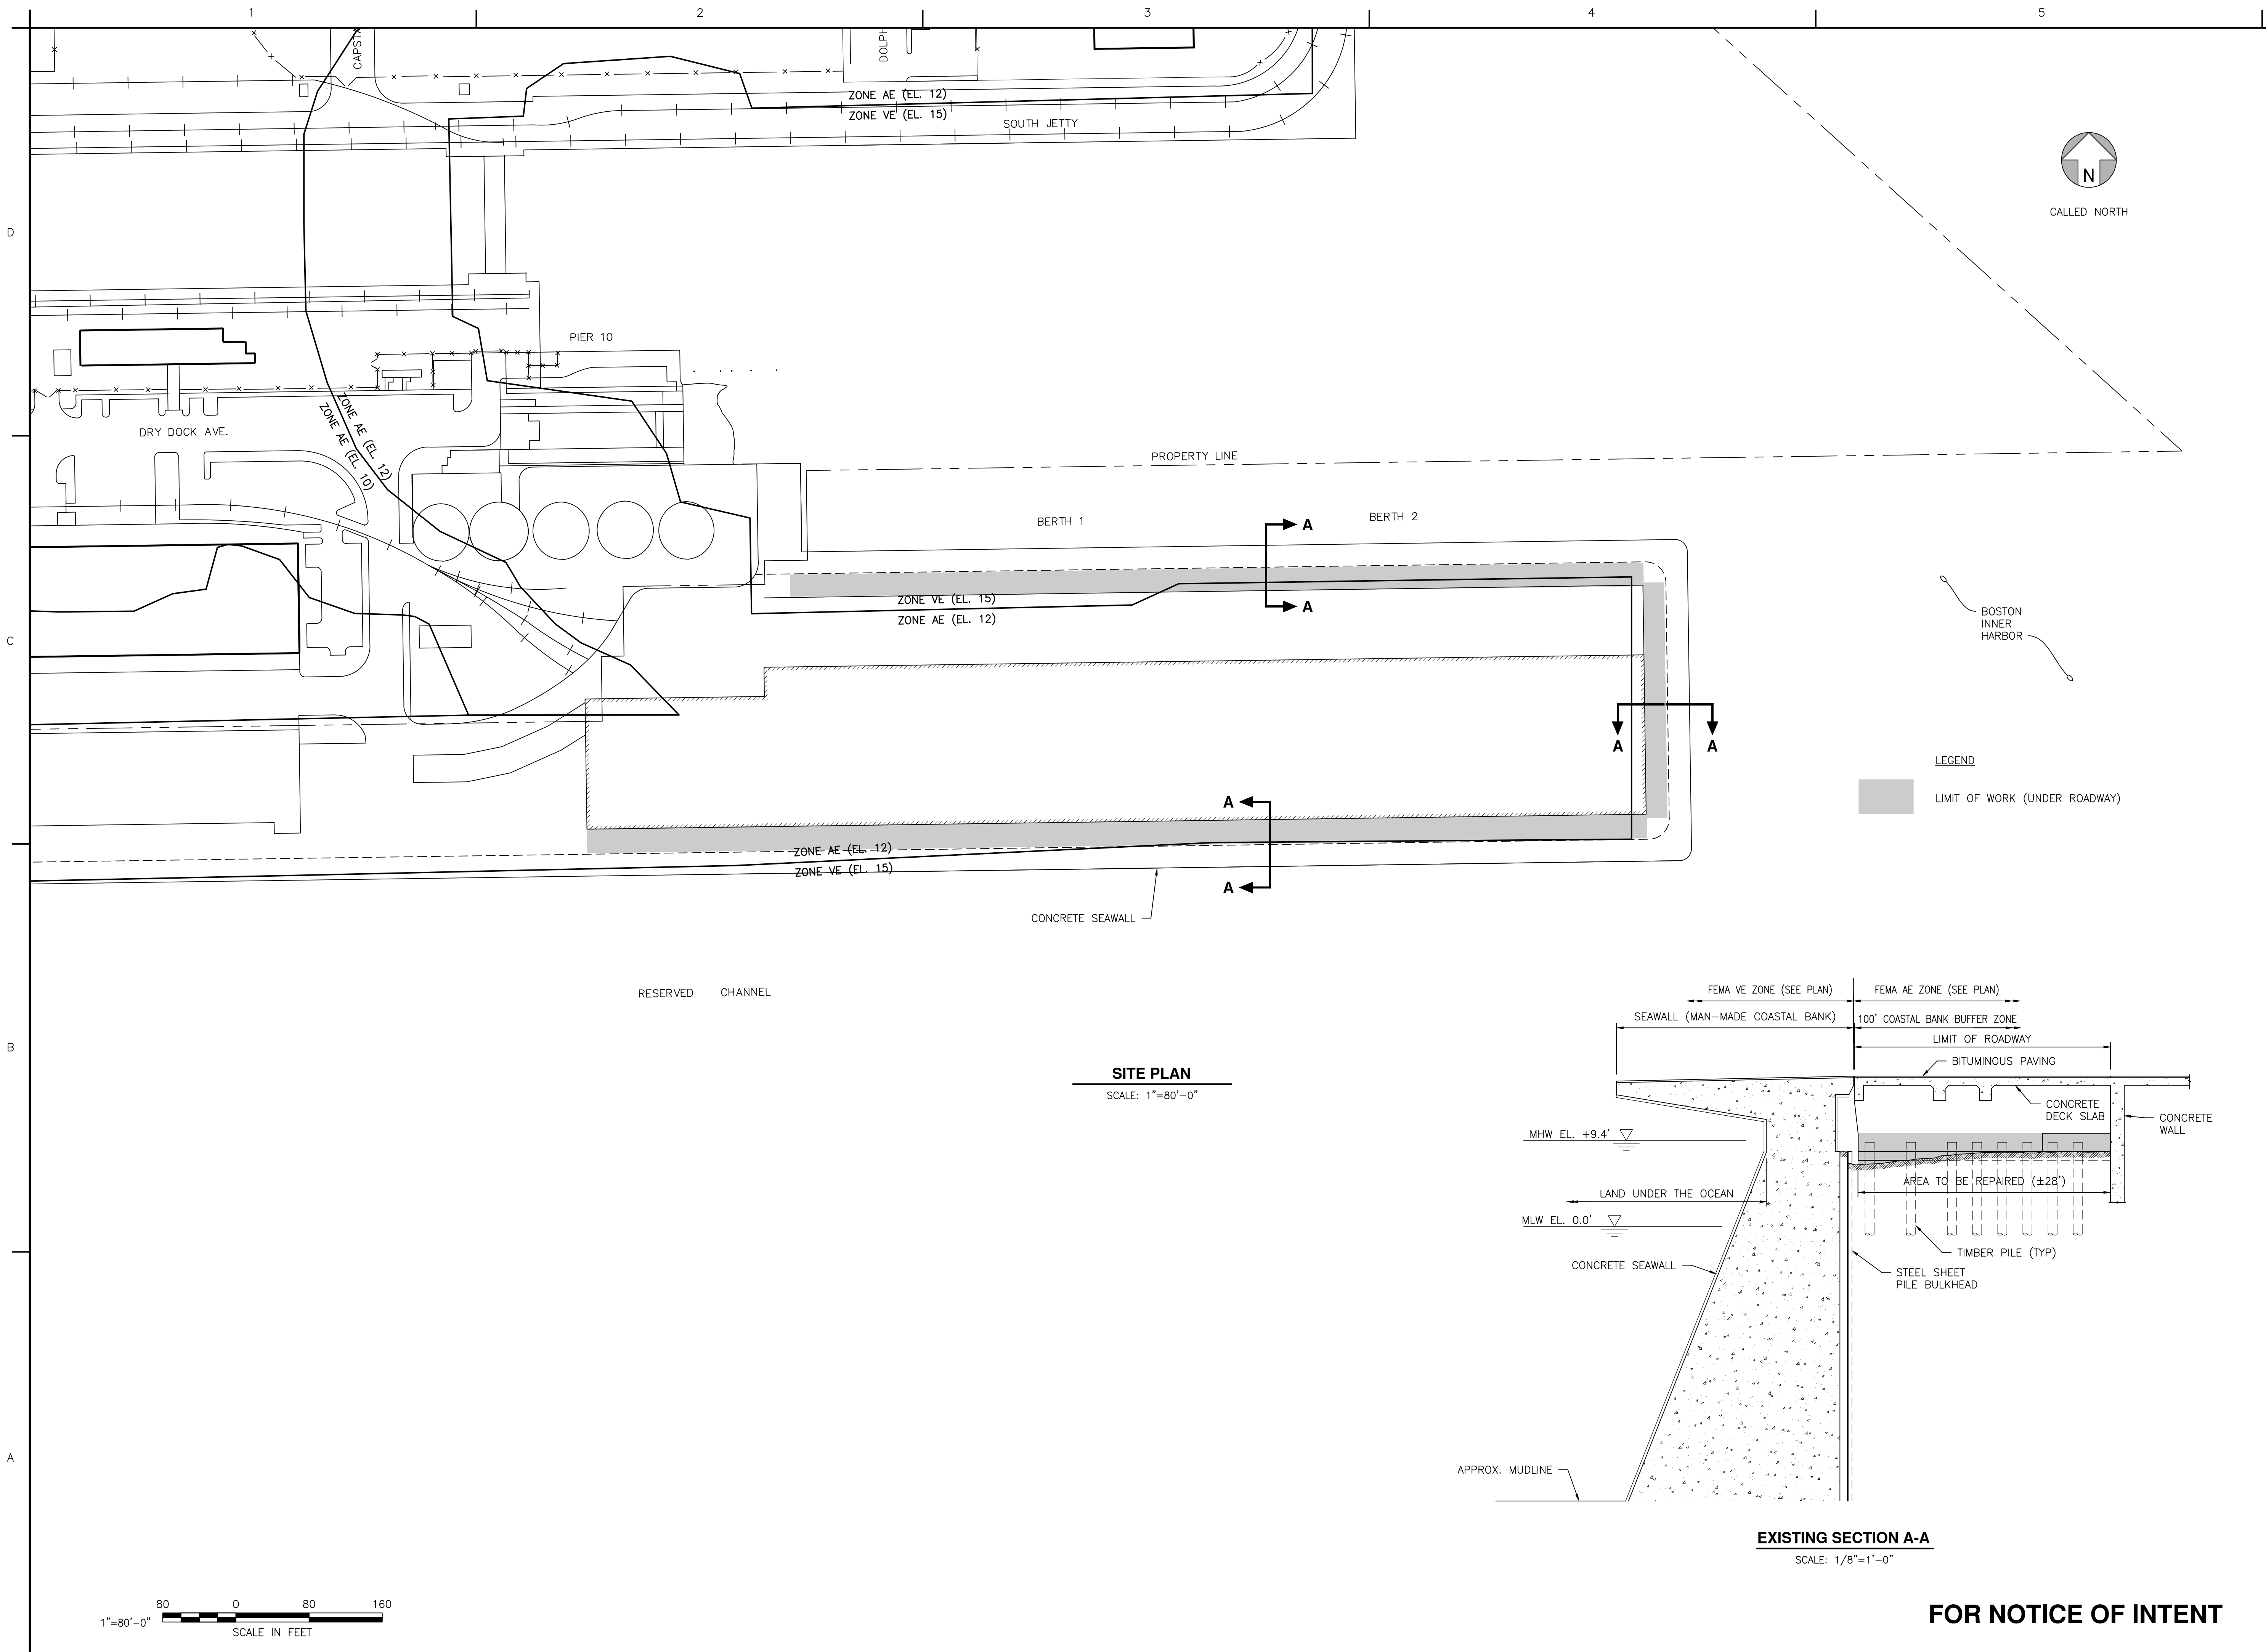 1
2
3
4
5
D
C
B
A
CAPSTA
DOLPH
ZONE AE (EL. 12)
ZONE VE (EL. 15)
SOUTH JETTY
N
CALLED NORTH
PIER 10
ZONE AE (EL. 12)
ZONE AE (EL. 10)
DRY DOCK AVE.
PROPERTY LINE
BERTH 1
BERTH 2
A
A
ZONE VE (EL. 15)
ZONE AE (EL. 12)
BOSTON
INNER
HARBOR
A
A
LEGEND
LIMIT OF WORK (UNDER ROADWAY)
A
A
ZONE AE (EL. 12)
ZONE VE (EL. 15)
CONCRETE SEAWALL
RESERVED CHANNEL
SITE PLAN
SCALE: 1"=80'-0"
FEMA VE ZONE (SEE PLAN)
FEMA AE ZONE (SEE PLAN)
SEAWALL (MAN-MADE COASTAL BANK)
100' COASTAL BANK BUFFER ZONE
LIMIT OF ROADWAY
BITUMINOUS PAVING
CONCRETE
DECK SLAB
CONCRETE
WALL
MHW EL. +9.4'
AREA TO BE REPAIRED (±28')
LAND UNDER THE OCEAN
MLW EL. 0.0'
TIMBER PILE (TYP)
CONCRETE SEAWALL
STEEL SHEET
PILE BULKHEAD
APPROX. MUDLINE
EXISTING SECTION A-A
SCALE: 1/8"=1'-0"
1"=80'-0"
80 0 80 160
SCALE IN FEET
FOR NOTICE OF INTENT